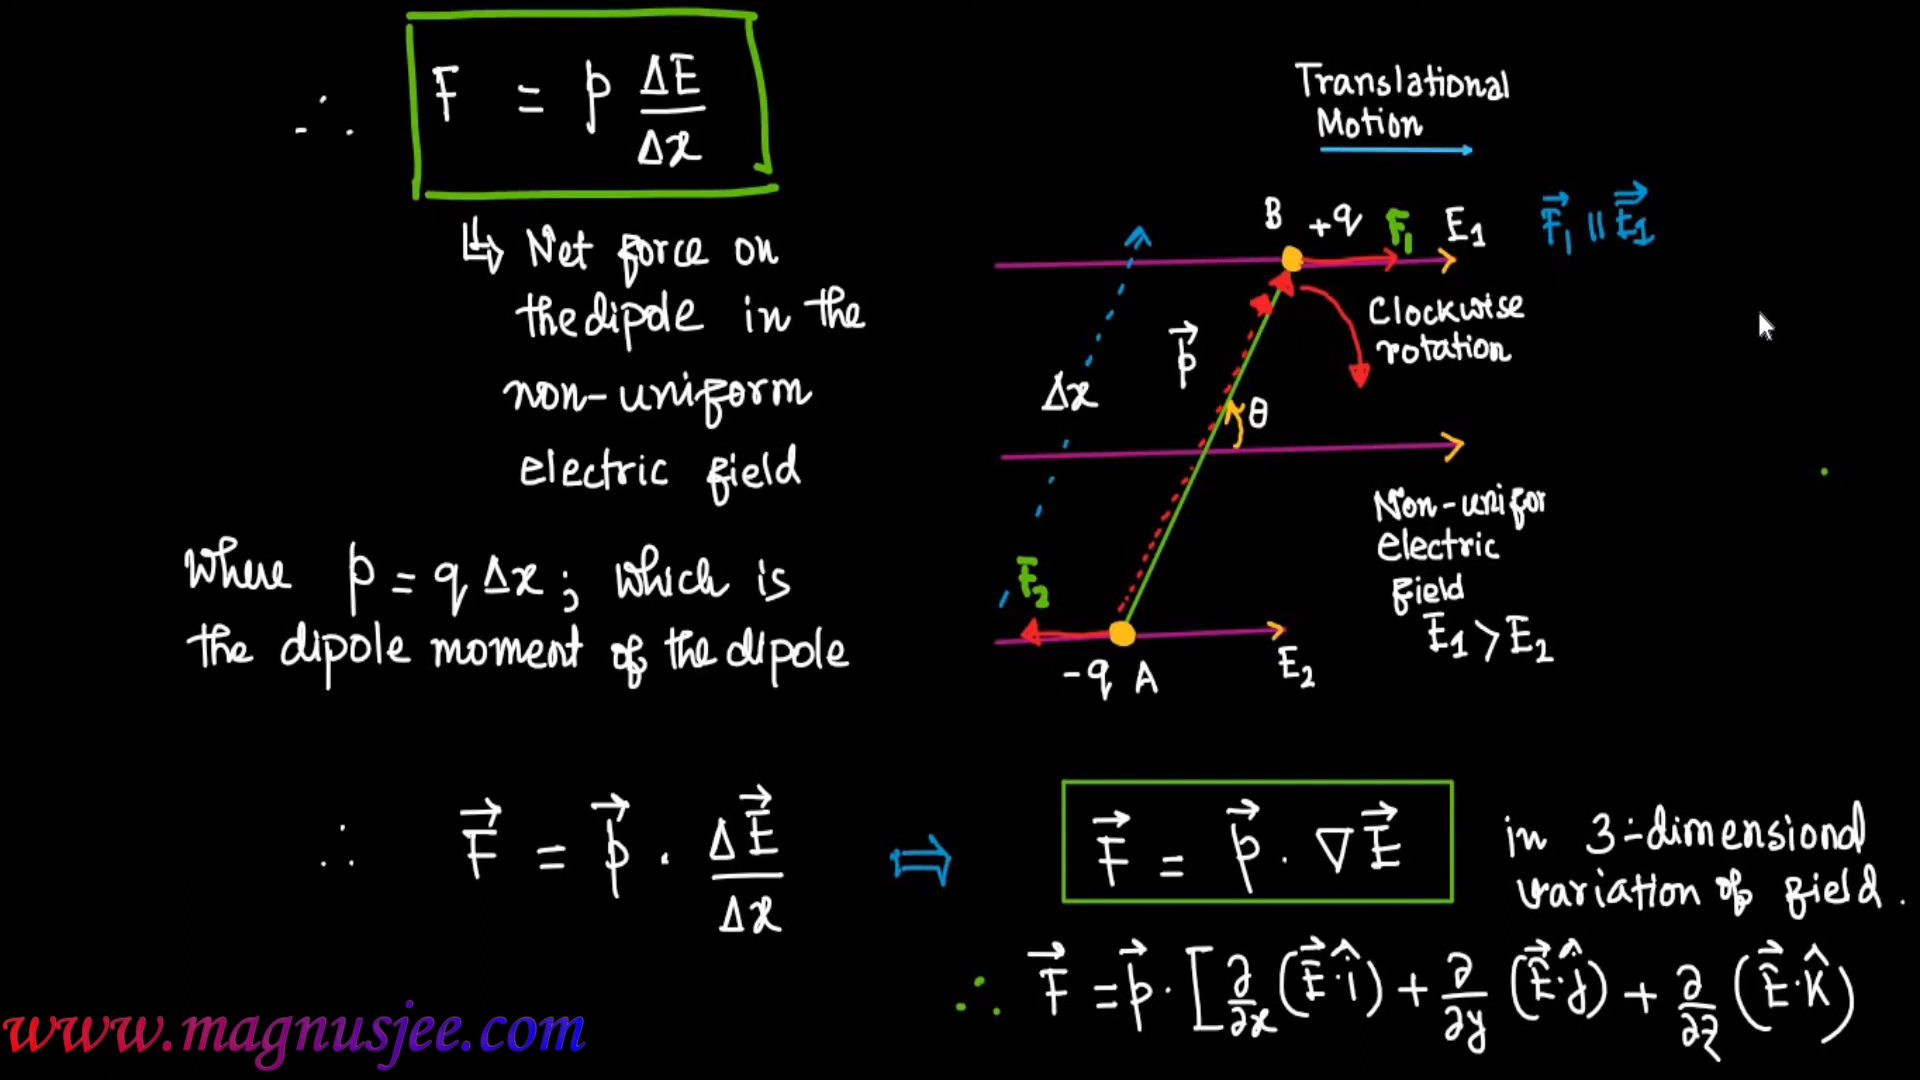 ∴ F = p ΔE/Δx
↳ Net force on
the dipole in the
non-uniform
electric field
Where p = q Δx; which is
the dipole moment of the dipole
∴ F⃗ = p⃗ · ΔE⃗/Δx ⇒
Translational
Motion
B +q F₁ E₁ F⃗₁ || E⃗₁
Clockwise
rotation
p⃗
Δx
θ
Non-unifor
electric
field
E₁ > E₂
F₂
-q A E₂
F⃗ = p⃗ · ∇E⃗ in 3-dimensional
variation of field.
∴ F⃗ = p⃗ · [∂/∂x (E⃗·î) + ∂/∂y (E⃗·ĵ) + ∂/∂z (E⃗·k̂)
www.magnusjee.com